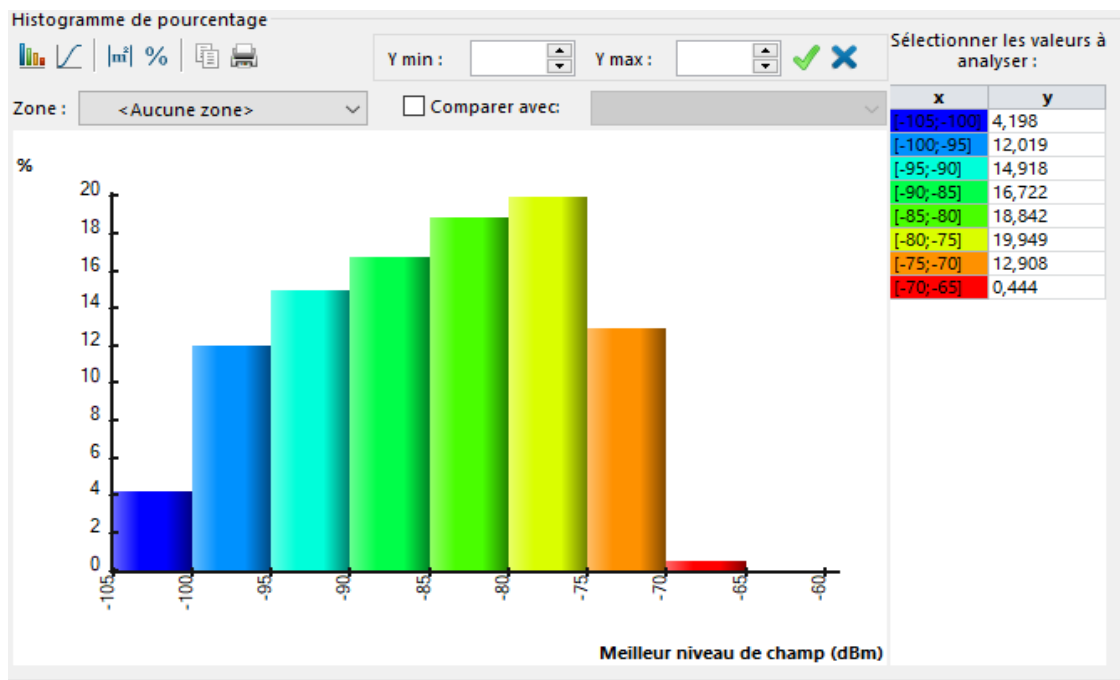 Histogramme de pourcentage
m² %
Y min : Y max :
Sélectionner les valeurs à
analyser :
Zone : <Aucune zone> Comparer avec:
x y
[-105;-100] 4,198
[-100;-95] 12,019
[-95;-90] 14,918
[-90;-85] 16,722
[-85;-80] 18,842
[-80;-75] 19,949
[-75;-70] 12,908
[-70;-65] 0,444
%
20
18
16
14
12
10
8
6
4
2
0
-105 -100 -95 -90 -85 -80 -75 -70 -65 -60
Meilleur niveau de champ (dBm)